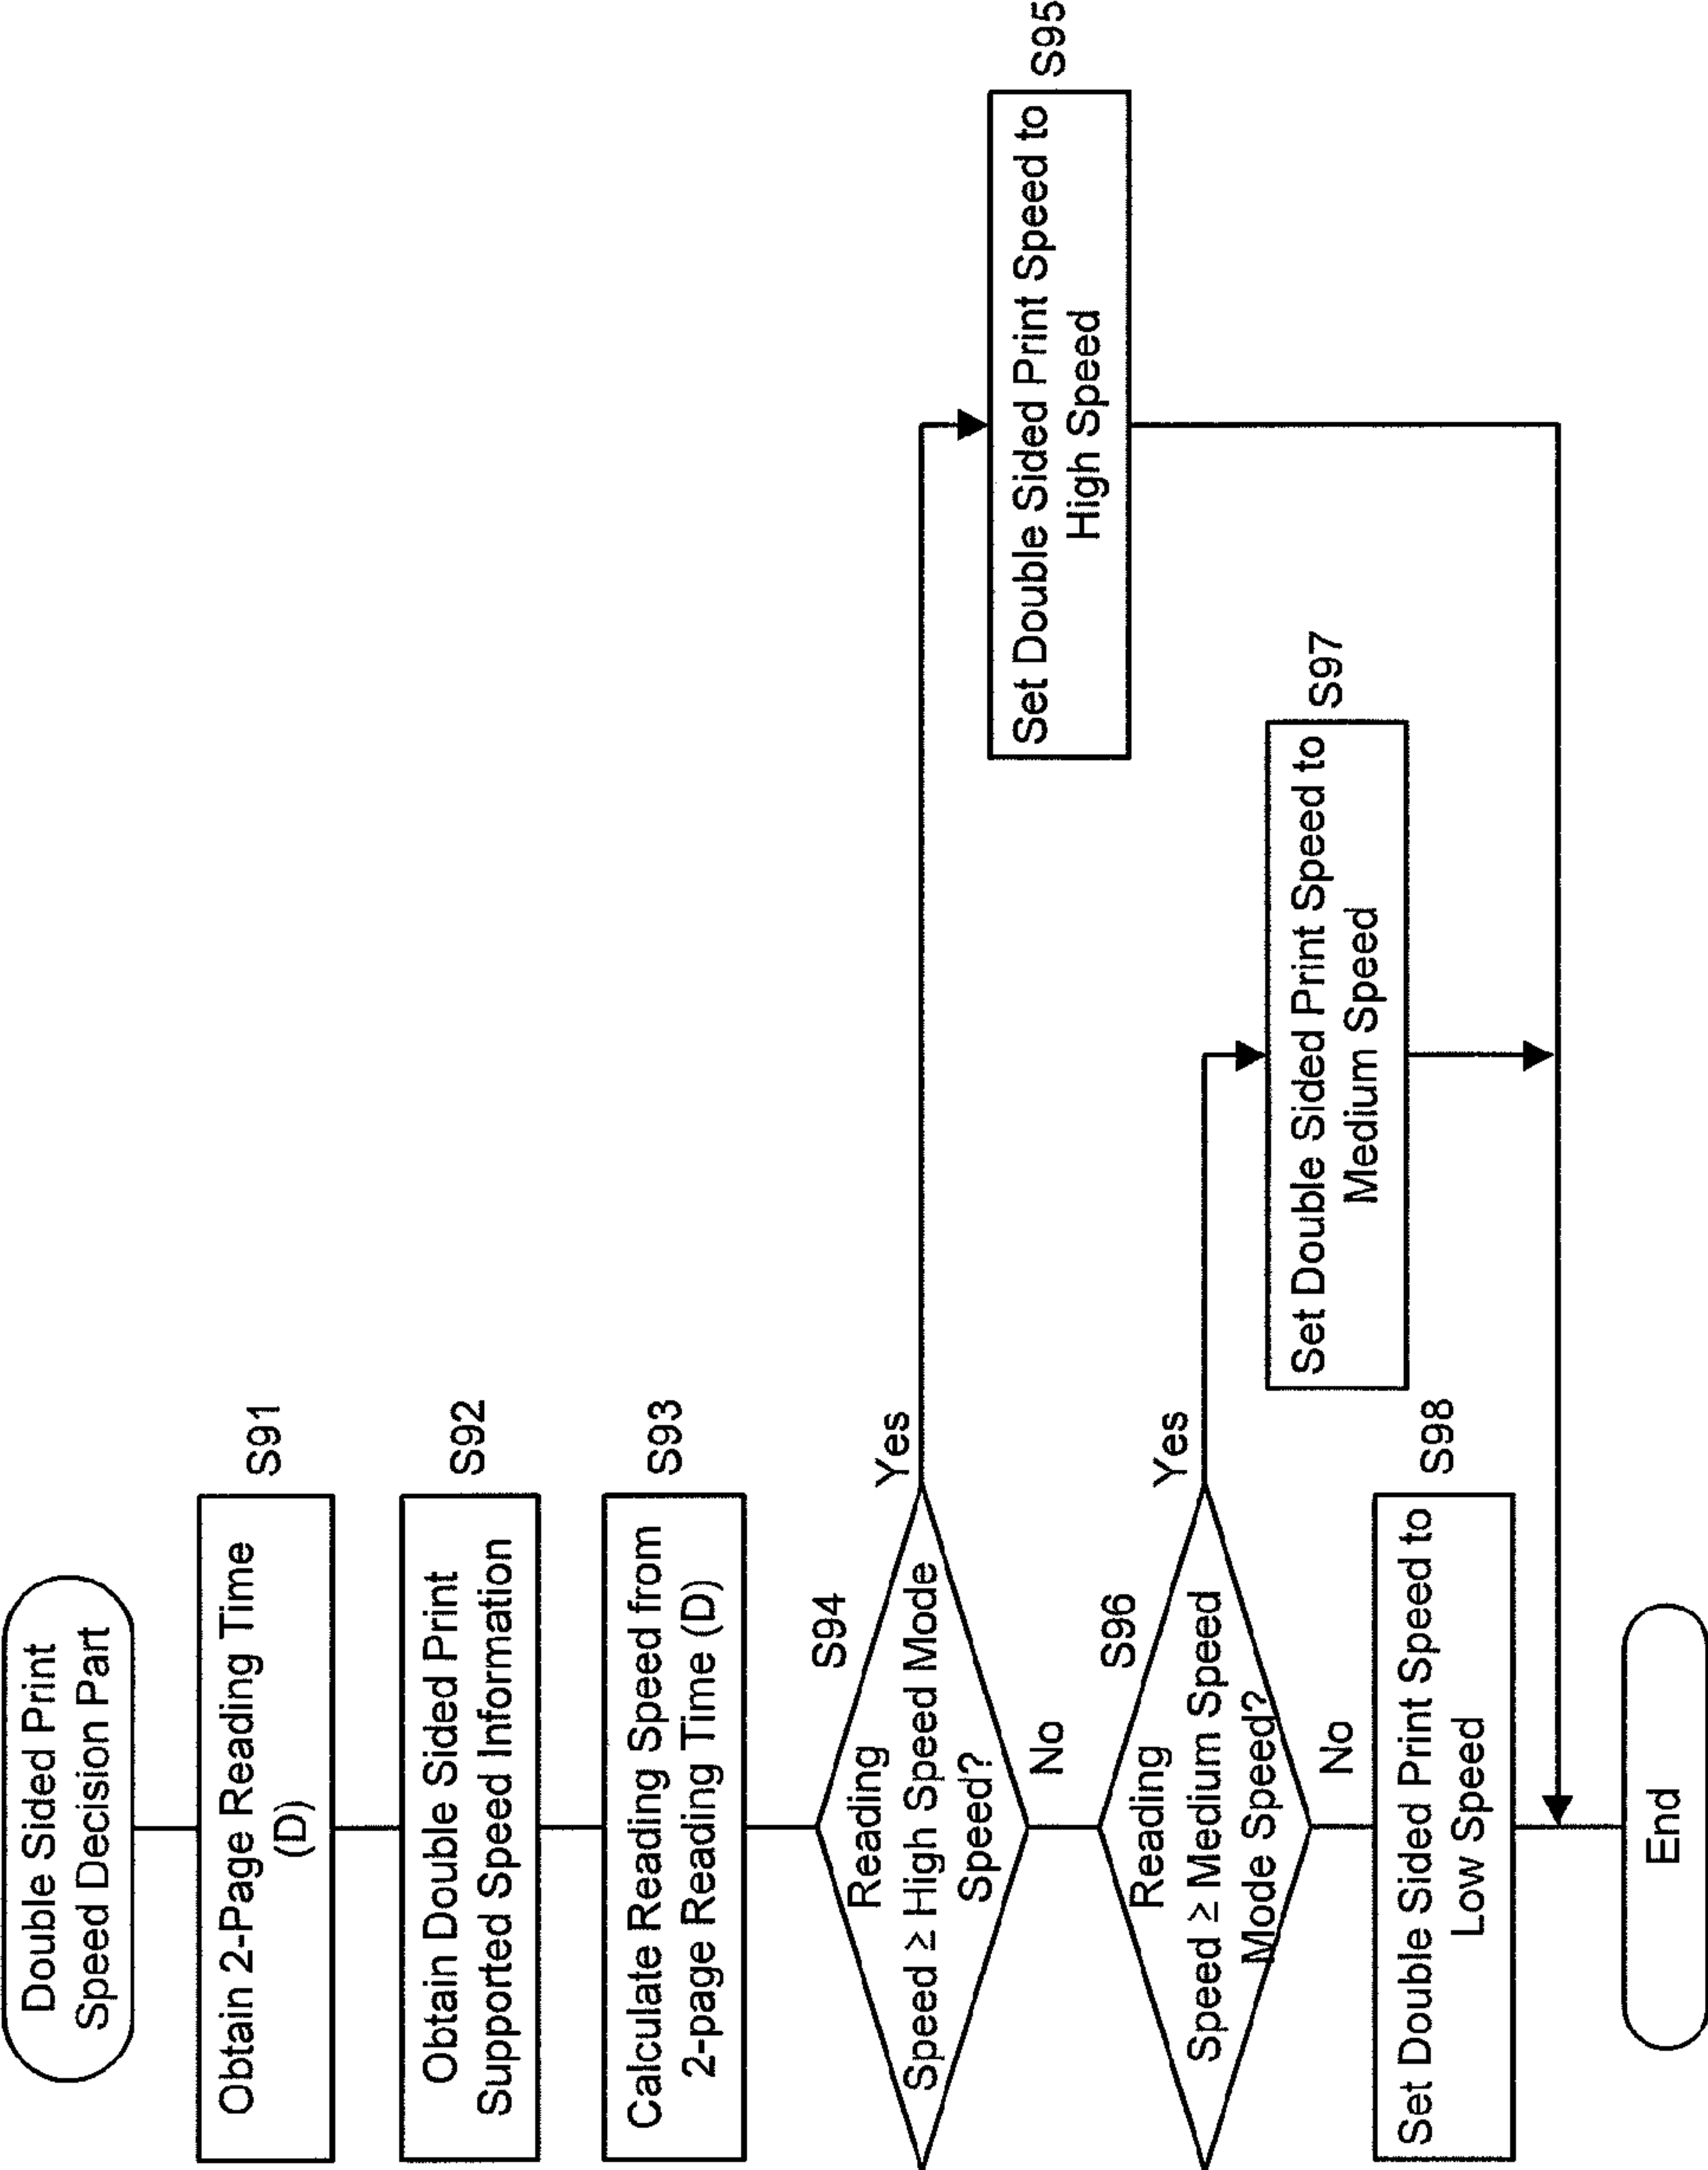 Double Sided Print
Speed Decision Part
S91
Obtain 2-Page Reading Time
(D)
S92
Obtain Double Sided Print
Supported Speed Information
S93
Calculate Reading Speed from
2-page Reading Time (D)
S94
Reading
Speed ≥ High Speed Mode
Speed?
Yes
No
S95
Set Double Sided Print Speed to
High Speed
S96
Reading
Speed ≥ Medium Speed
Mode Speed?
Yes
No
S97
Set Double Sided Print Speed to
Medium Speed
S98
Set Double Sided Print Speed to
Low Speed
End